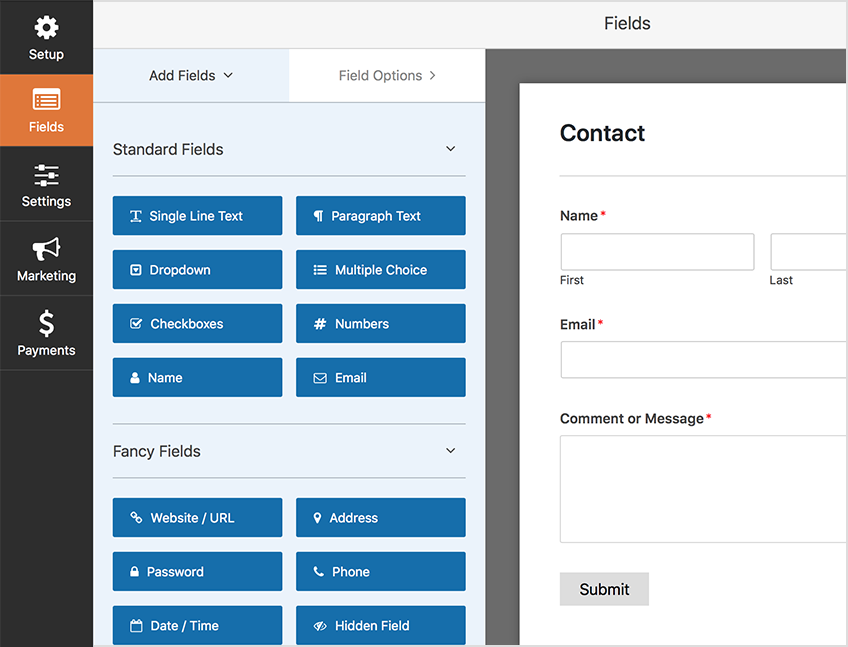 Fields
Setup
Fields
Settings
Marketing
Payments
Add Fields
Field Options
Standard Fields
Single Line Text
Paragraph Text
Dropdown
Multiple Choice
Checkboxes
Numbers
Name
Email
Fancy Fields
Website / URL
Address
Password
Phone
Date / Time
Hidden Field
Contact
Name *
First
Last
Email *
Comment or Message *
Submit